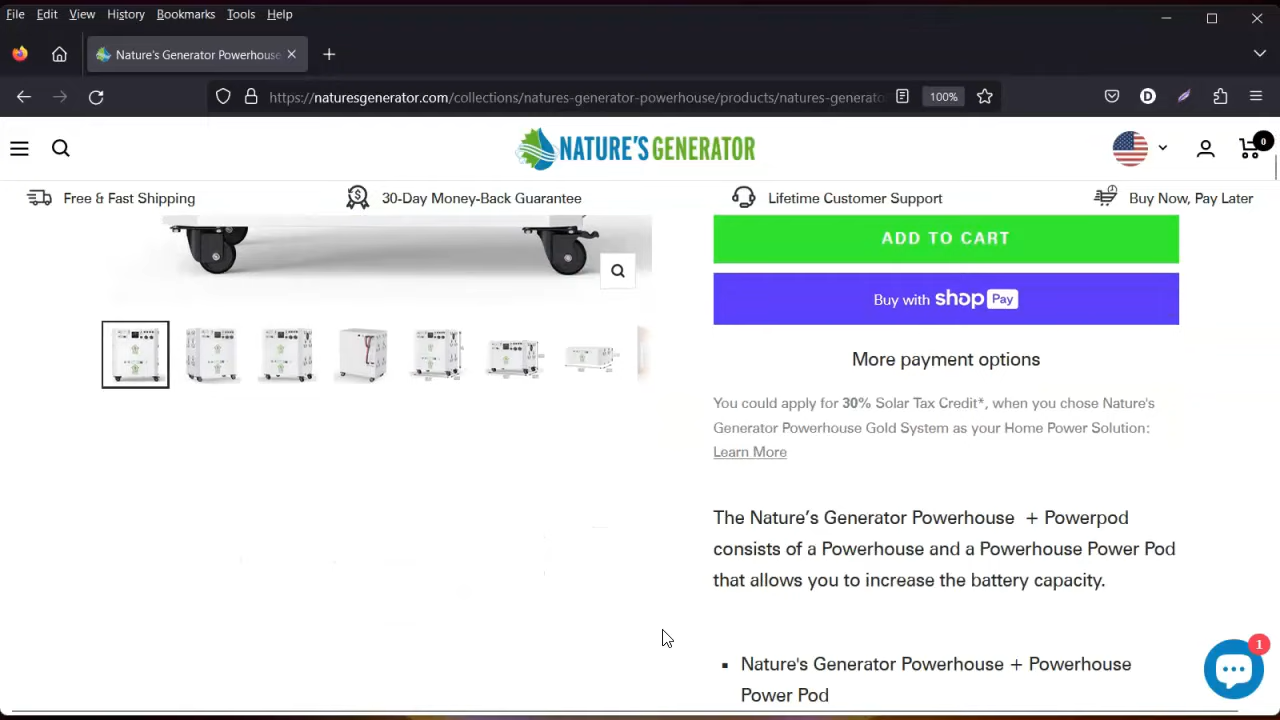 File Edit View History Bookmarks Tools Help
Nature's Generator Powerhouse
https://naturesgenerator.com/collections/natures-generator-powerhouse/products/natures-generato
100%
NATURE'S GENERATOR
0
Free & Fast Shipping
30-Day Money-Back Guarantee
Lifetime Customer Support
Buy Now, Pay Later
ADD TO CART
Buy with shop Pay
More payment options
You could apply for 30% Solar Tax Credit*, when you chose Nature's
Generator Powerhouse Gold System as your Home Power Solution:
Learn More
The Nature’s Generator Powerhouse + Powerpod
consists of a Powerhouse and a Powerhouse Power Pod
that allows you to increase the battery capacity.
▪ Nature's Generator Powerhouse + Powerhouse
Power Pod
1